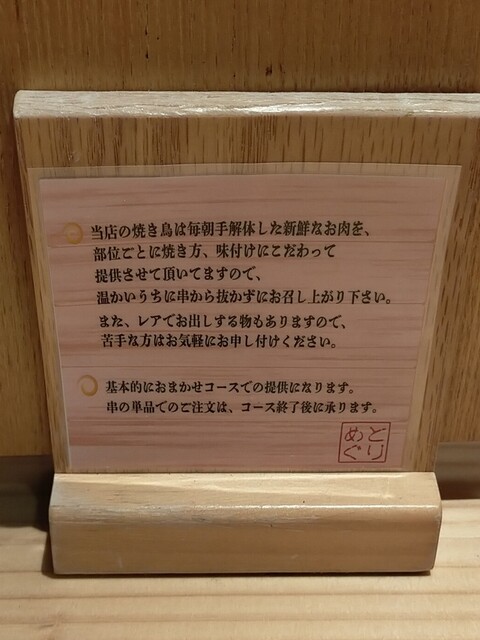 当店の焼き鳥は毎朝手解体した新鮮なお肉を、
部位ごとに焼き方、味付けにこだわって
提供させて頂いてますので、
温かいうちに串から抜かずにお召し上がり下さい。
また、レアでお出しする物もありますので、
苦手な方はお気軽にお申し付けください。
基本的におまかせコースでの提供になります。
串の単品でのご注文は、コース終了後に承ります。
とり
めぐ